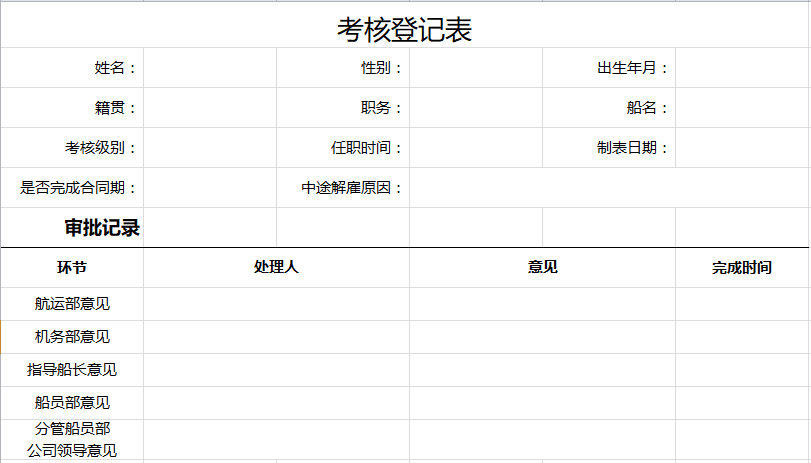 考核登记表
姓名： 性别： 出生年月：
籍贯： 职务： 船名：
考核级别： 任职时间： 制表日期：
是否完成合同期： 中途解雇原因：
审批记录
环节 处理人 意见 完成时间
航运部意见
机务部意见
指导船长意见
船员部意见
分管船员部
公司领导意见